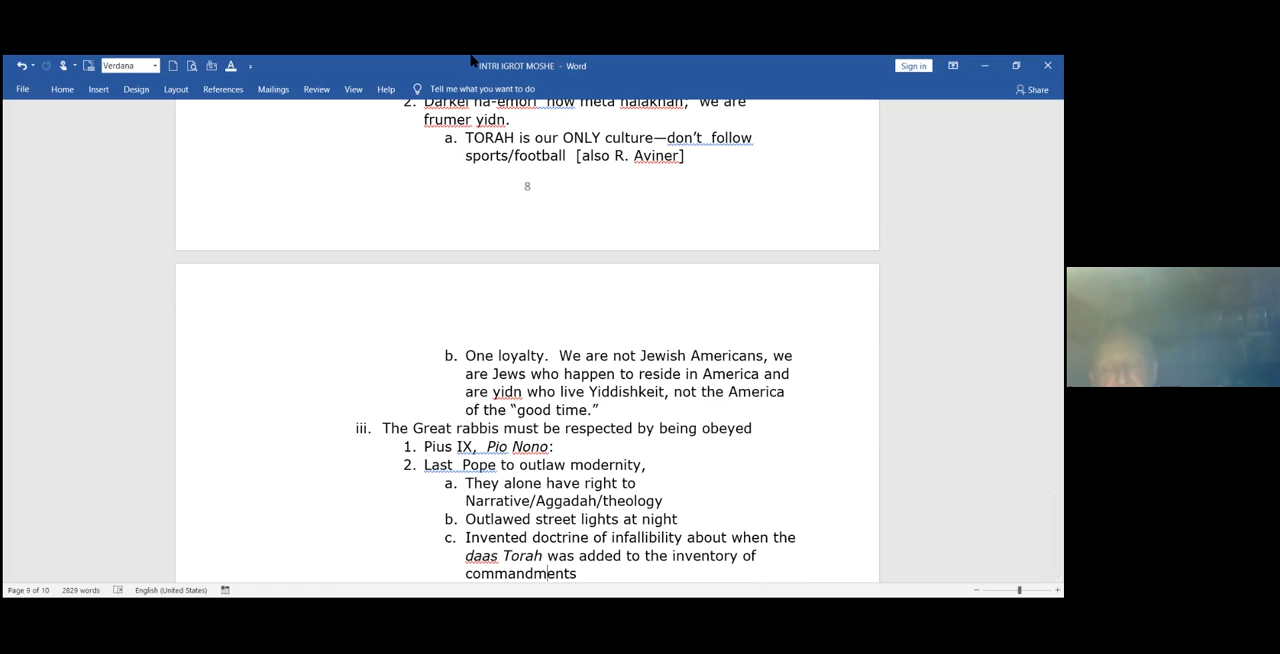 Verdana
INTRI IGROT MOSHE - Word
Sign in
File Home Insert Design Layout References Mailings Review View Help Tell me what you want to do Share
2. Darkei ha-emori now meta halakhah; we are
frumer yidn.
a. TORAH is our ONLY culture—don't follow
sports/football [also R. Aviner]
8
b. One loyalty. We are not Jewish Americans, we
are Jews who happen to reside in America and
are yidn who live Yiddishkeit, not the America
of the “good time.”
iii. The Great rabbis must be respected by being obeyed
1. Pius IX, Pio Nono:
2. Last Pope to outlaw modernity,
a. They alone have right to
Narrative/Aggadah/theology
b. Outlawed street lights at night
c. Invented doctrine of infallibility about when the
daas Torah was added to the inventory of
commandments
Page 9 of 10 2829 words English (United States)